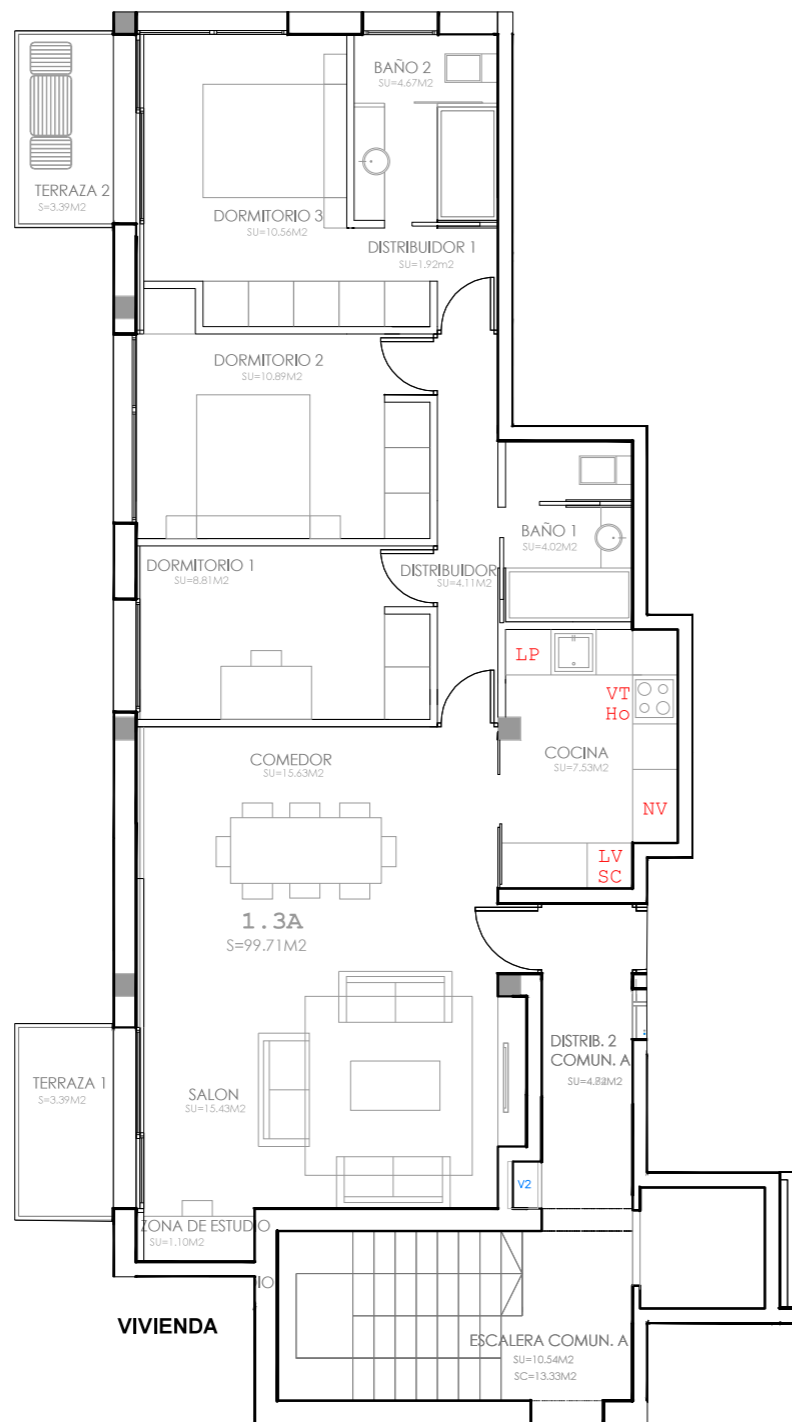 BAÑO 2
SU=4.67M2
TERRAZA 2
S=3.39M2
DORMITORIO 3
SU=10.56M2
DISTRIBUIDOR 1
SU=1.92m2
DORMITORIO 2
SU=10.89M2
BAÑO 1
SU=4.02M2
DORMITORIO 1
SU=8.81M2
DISTRIBUIDOR
SU=4.11M2
LP
VT
Ho
COMEDOR
SU=15.63M2
COCINA
SU=7.53M2
NV
LV
SC
1.3A
S=99.71M2
DISTRIB. 2
COMUN. A
TERRAZA 1
S=3.39M2
SALON
SU=15.43M2
V2
ZONA DE ESTUDIO
SU=1.10M2
IO
VIVIENDA
ESCALERA COMUN. A
SU=10.54M2
SC=13.33M2